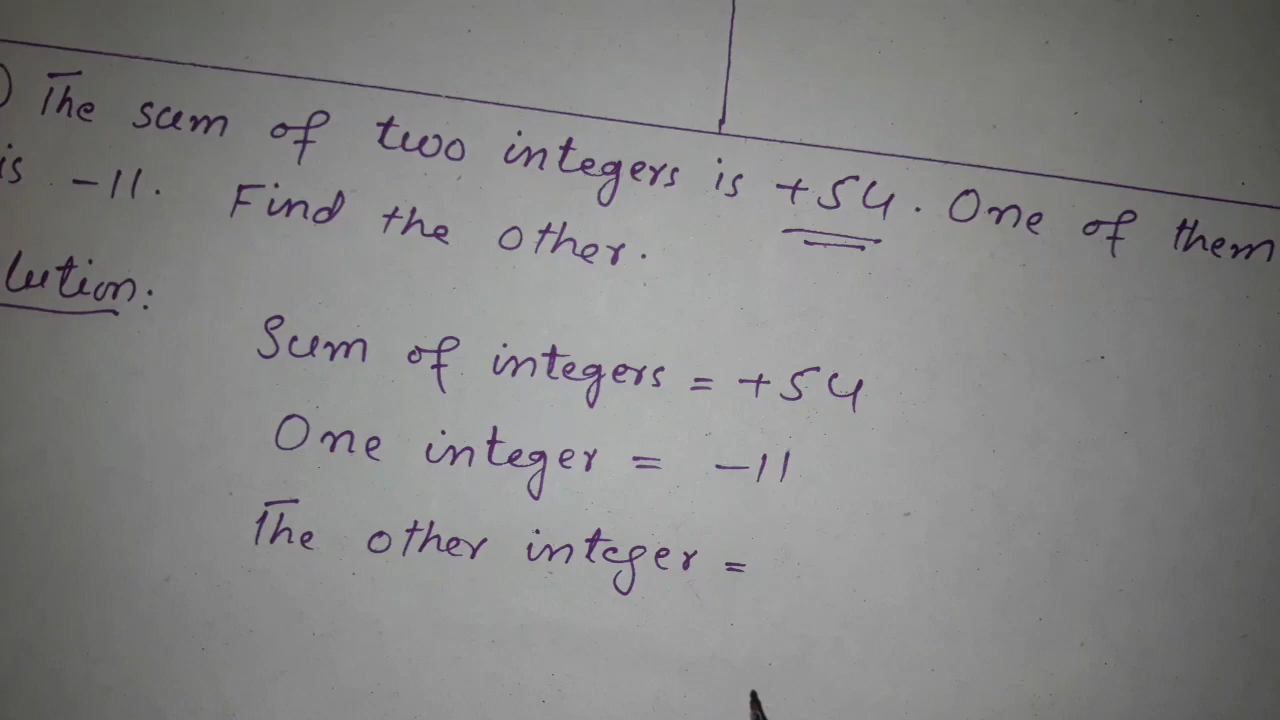 ) The sum of two integers is +54. One of them
is -11. Find the other.
lution:
Sum of integers = +54
One integer = -11
The other integer =